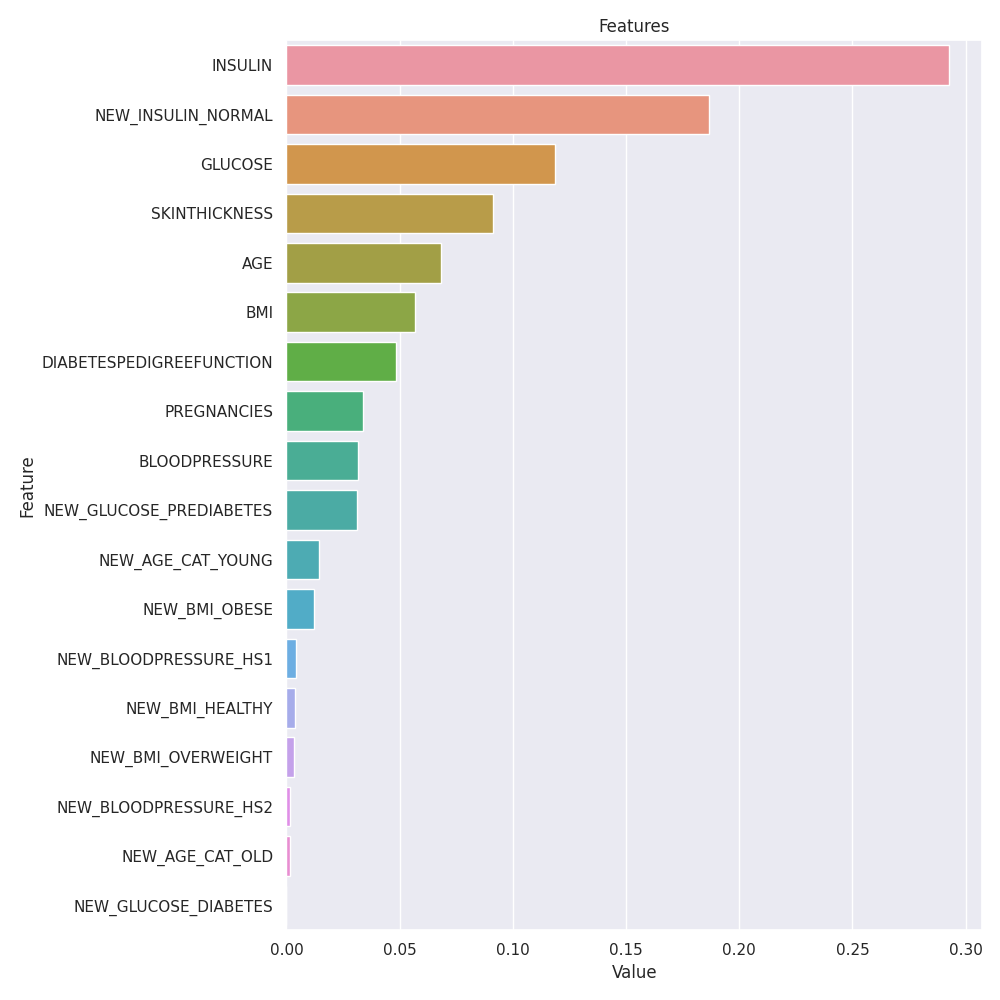 Features
INSULIN
NEW_INSULIN_NORMAL
GLUCOSE
SKINTHICKNESS
AGE
BMI
DIABETESPEDIGREEFUNCTION
PREGNANCIES
BLOODPRESSURE
NEW_GLUCOSE_PREDIABETES
NEW_AGE_CAT_YOUNG
NEW_BMI_OBESE
NEW_BLOODPRESSURE_HS1
NEW_BMI_HEALTHY
NEW_BMI_OVERWEIGHT
NEW_BLOODPRESSURE_HS2
NEW_AGE_CAT_OLD
NEW_GLUCOSE_DIABETES
Feature
0.00 0.05 0.10 0.15 0.20 0.25 0.30
Value